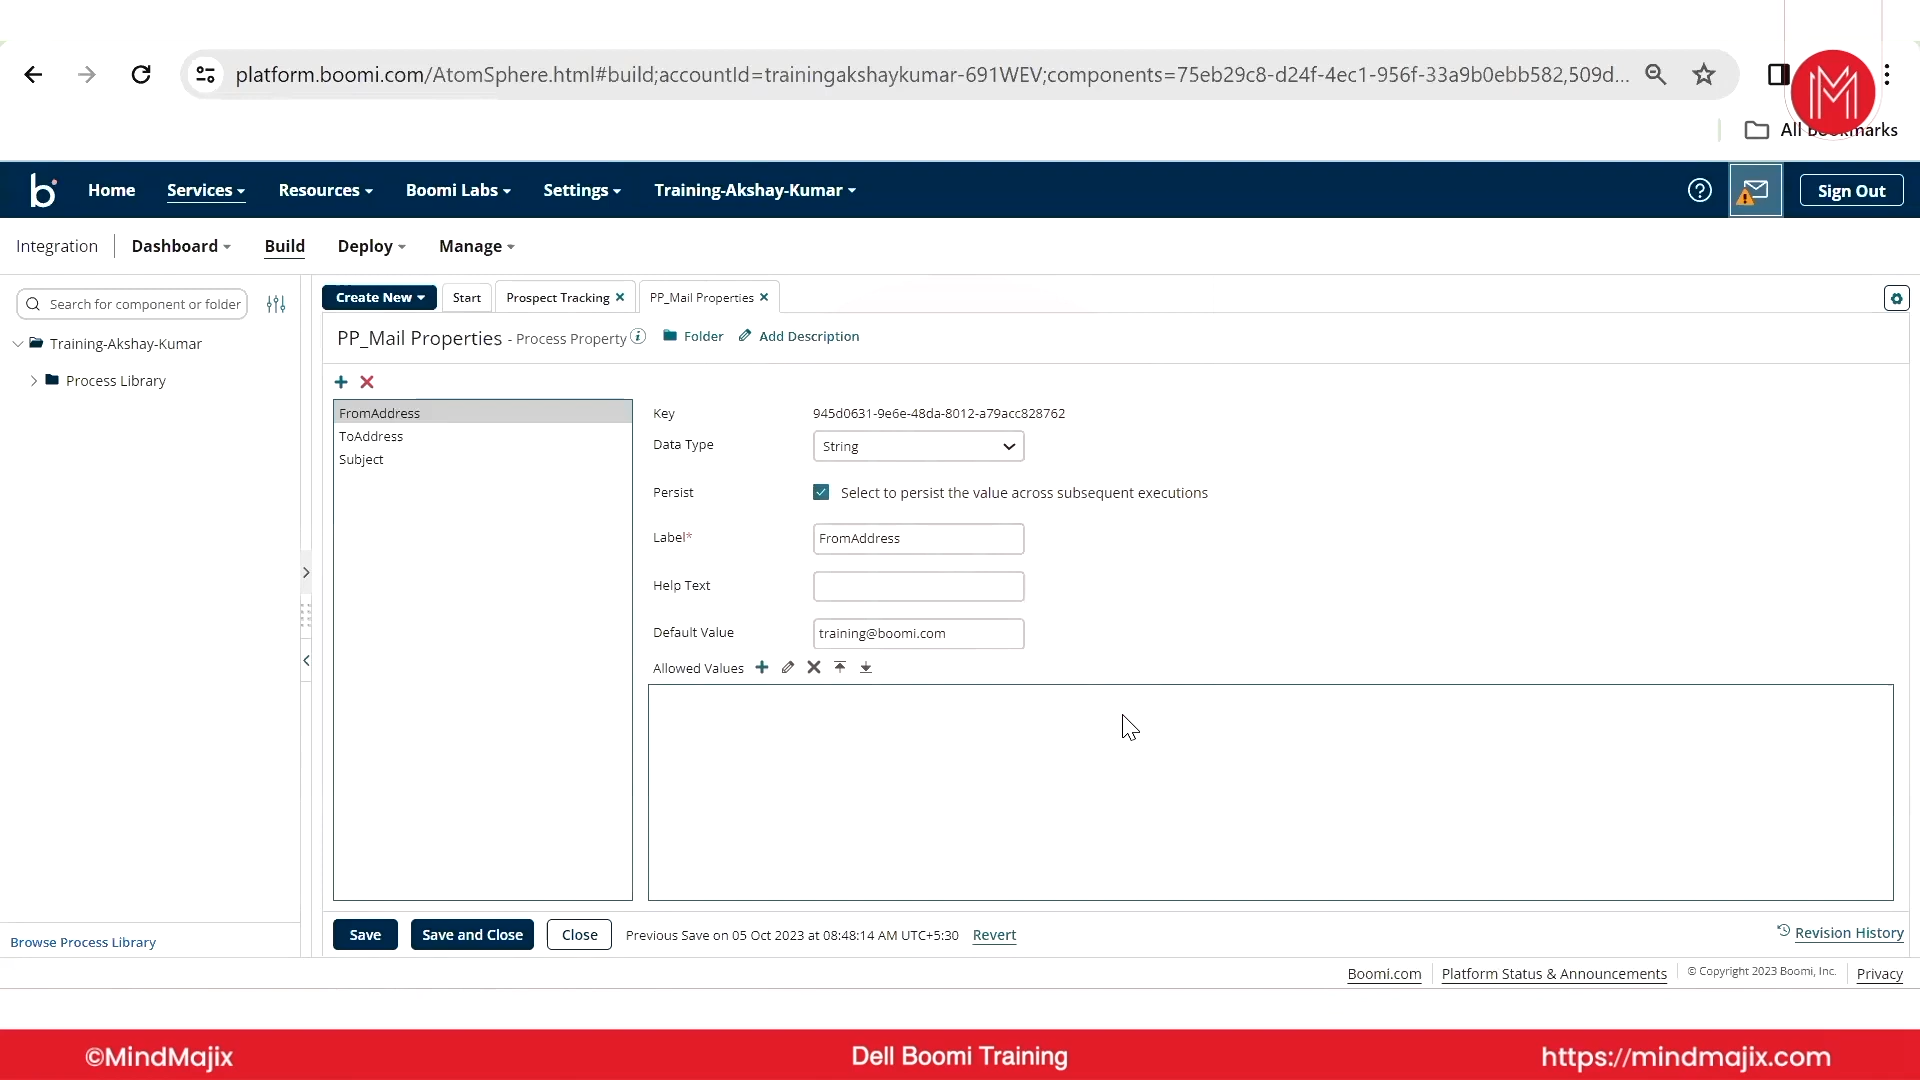 platform.boomi.com/AtomSphere.html#build;accountId=trainingakshaykumar-691WEV;components=75eb29c8-d24f-4ec1-956f-33a9b0ebb582,509d...
All Bookmarks
Home
Services
Resources
Boomi Labs
Settings
Training-Akshay-Kumar
Sign Out
Integration
Dashboard
Build
Deploy
Manage
Search for component or folder
Create New
Start
Prospect Tracking
PP_Mail Properties
Training-Akshay-Kumar
Process Library
PP_Mail Properties - Process Property
Folder
Add Description
FromAddress
ToAddress
Subject
Key
945d0631-9e6e-48da-8012-a79acc828762
Data Type
String
Persist
Select to persist the value across subsequent executions
Label*
FromAddress
Help Text
Default Value
training@boomi.com
Allowed Values
Browse Process Library
Save
Save and Close
Close
Previous Save on 05 Oct 2023 at 08:48:14 AM UTC+5:30
Revert
Revision History
Boomi.com
Platform Status & Announcements
© Copyright 2023 Boomi, Inc.
Privacy
©MindMajix
Dell Boomi Training
https://mindmajix.com